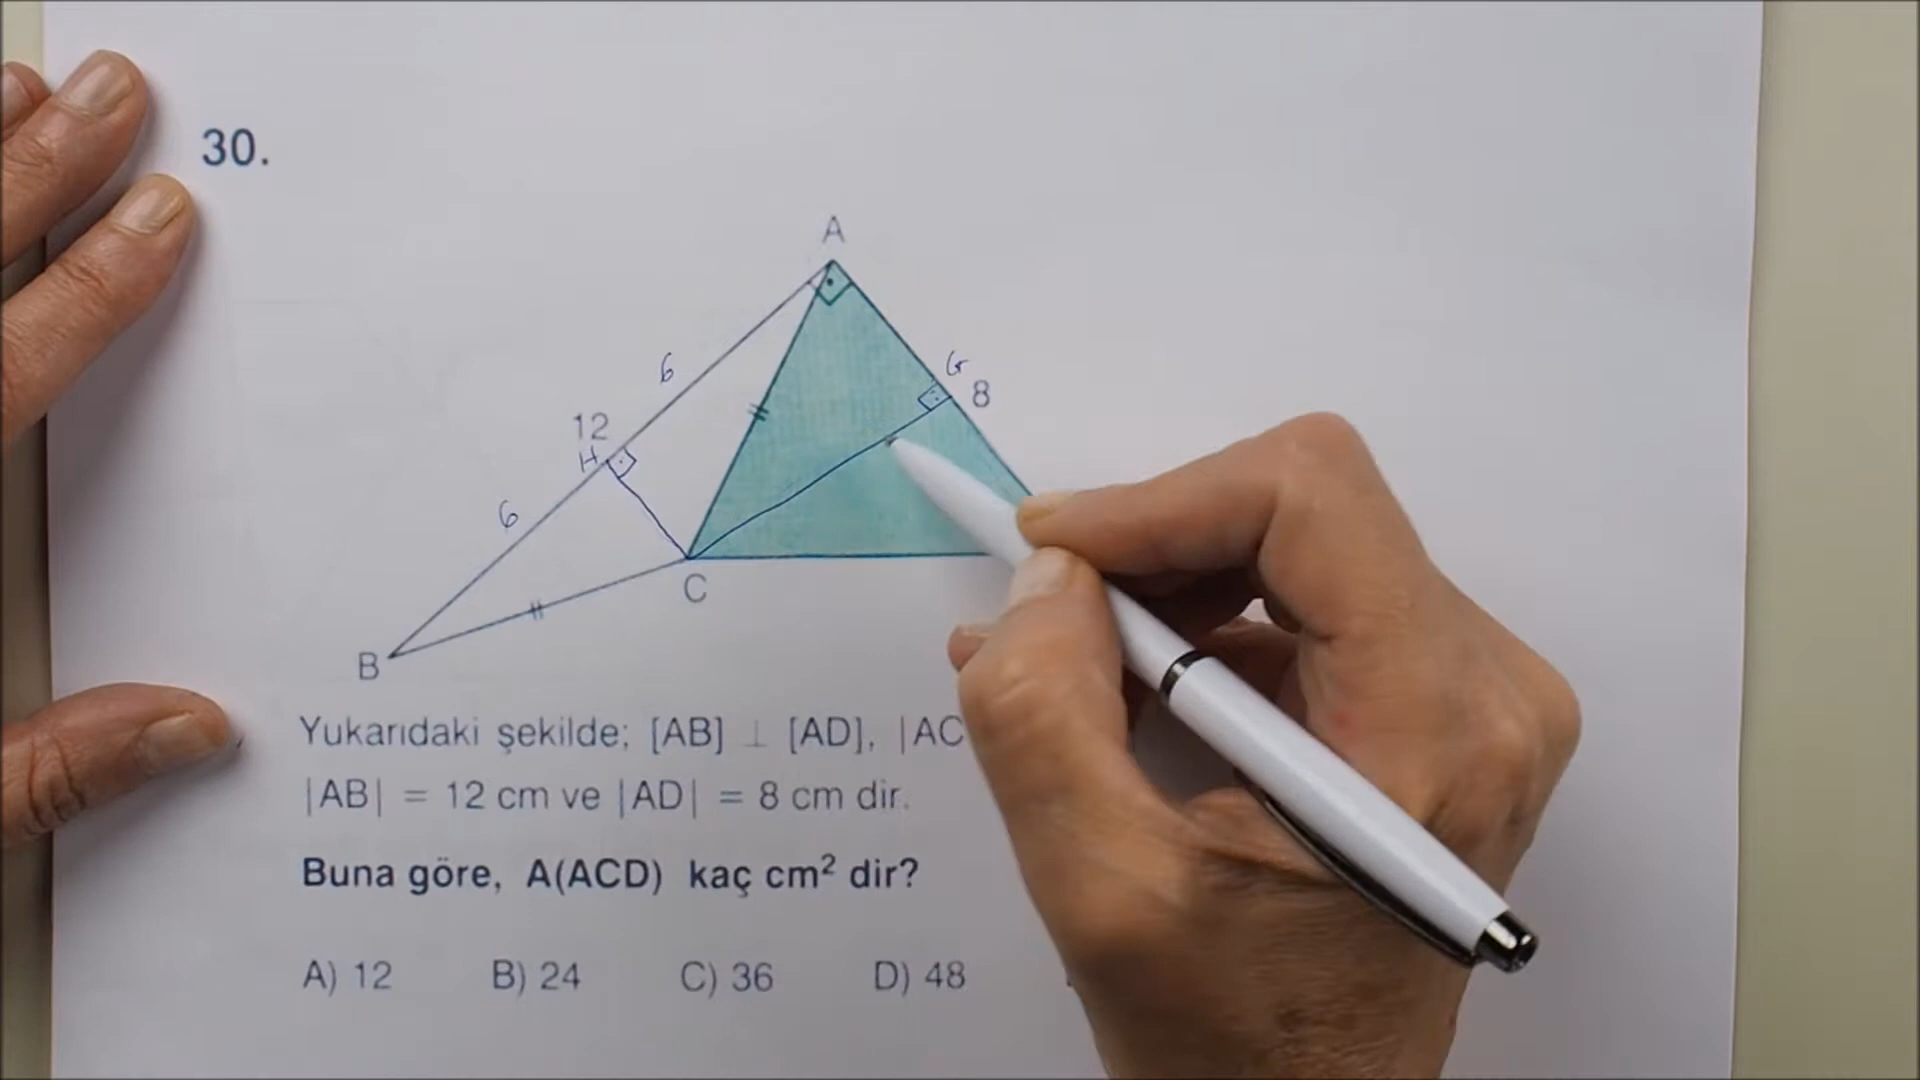 30.
A
6
G
8
12
H
6
C
B
Yukarıdaki şekilde; [AB] ⊥ [AD], |AC
|AB| = 12 cm ve |AD| = 8 cm dir.
Buna göre, A(ACD) kaç cm² dir?
A) 12 B) 24 C) 36 D) 48